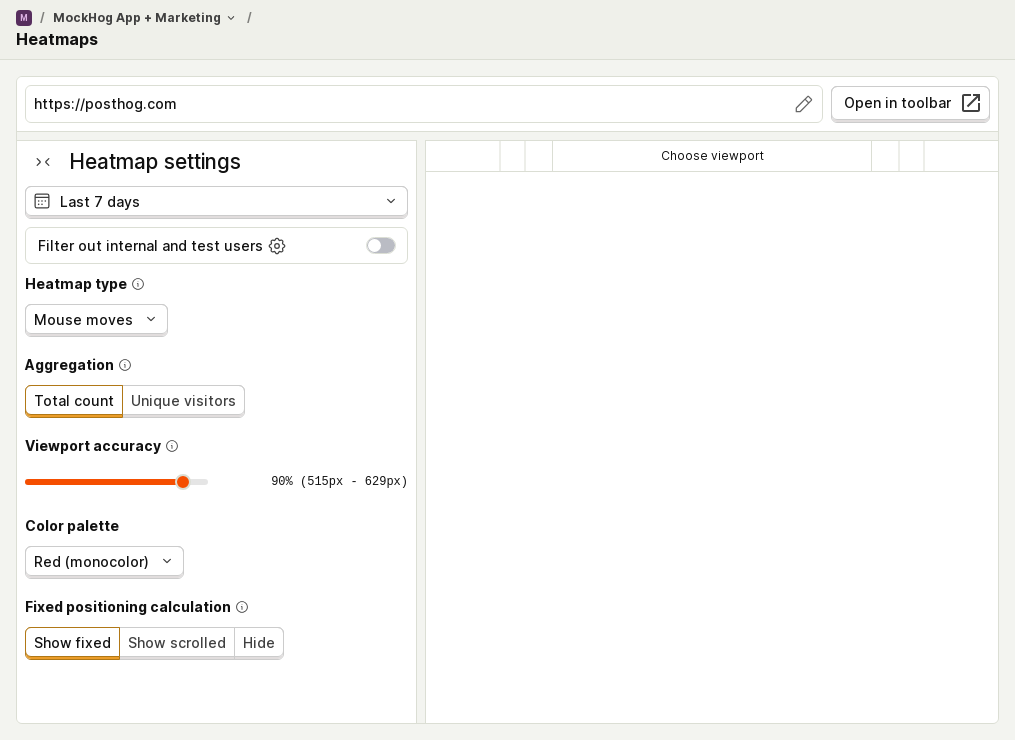 M / MockHog App + Marketing /
Heatmaps
https://posthog.com
Open in toolbar
Heatmap settings
Choose viewport
Last 7 days
Filter out internal and test users
Heatmap type
Mouse moves
Aggregation
Total count Unique visitors
Viewport accuracy
90% (515px - 629px)
Color palette
Red (monocolor)
Fixed positioning calculation
Show fixed Show scrolled Hide